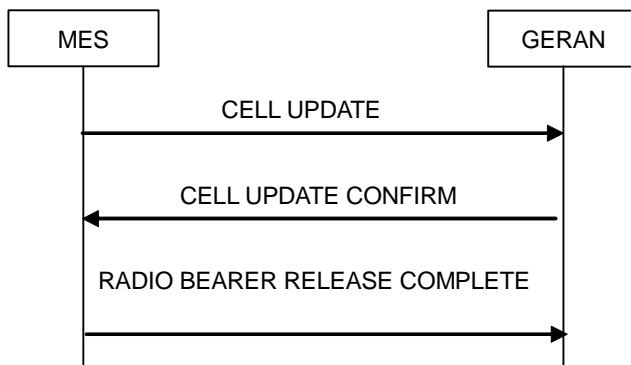 MES
GERAN
CELL UPDATE
CELL UPDATE CONFIRM
RADIO BEARER RELEASE COMPLETE